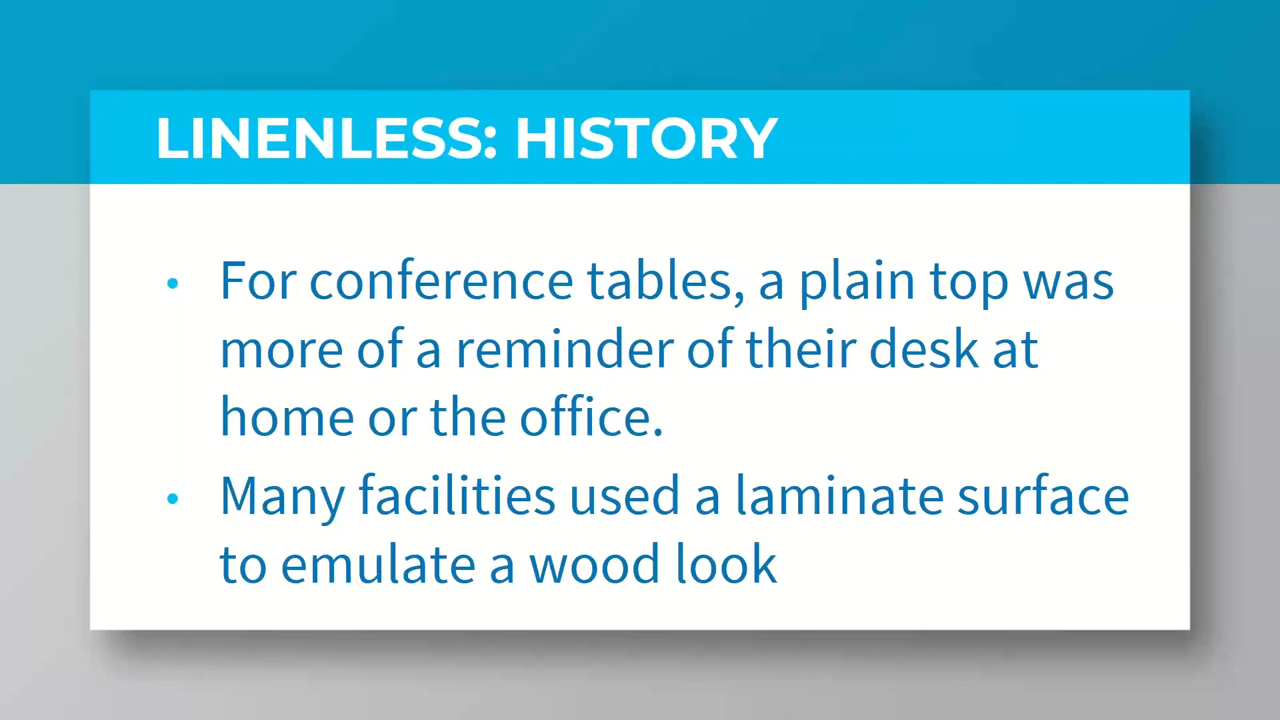 LINENLESS: HISTORY
• For conference tables, a plain top was
more of a reminder of their desk at
home or the office.
• Many facilities used a laminate surface
to emulate a wood look